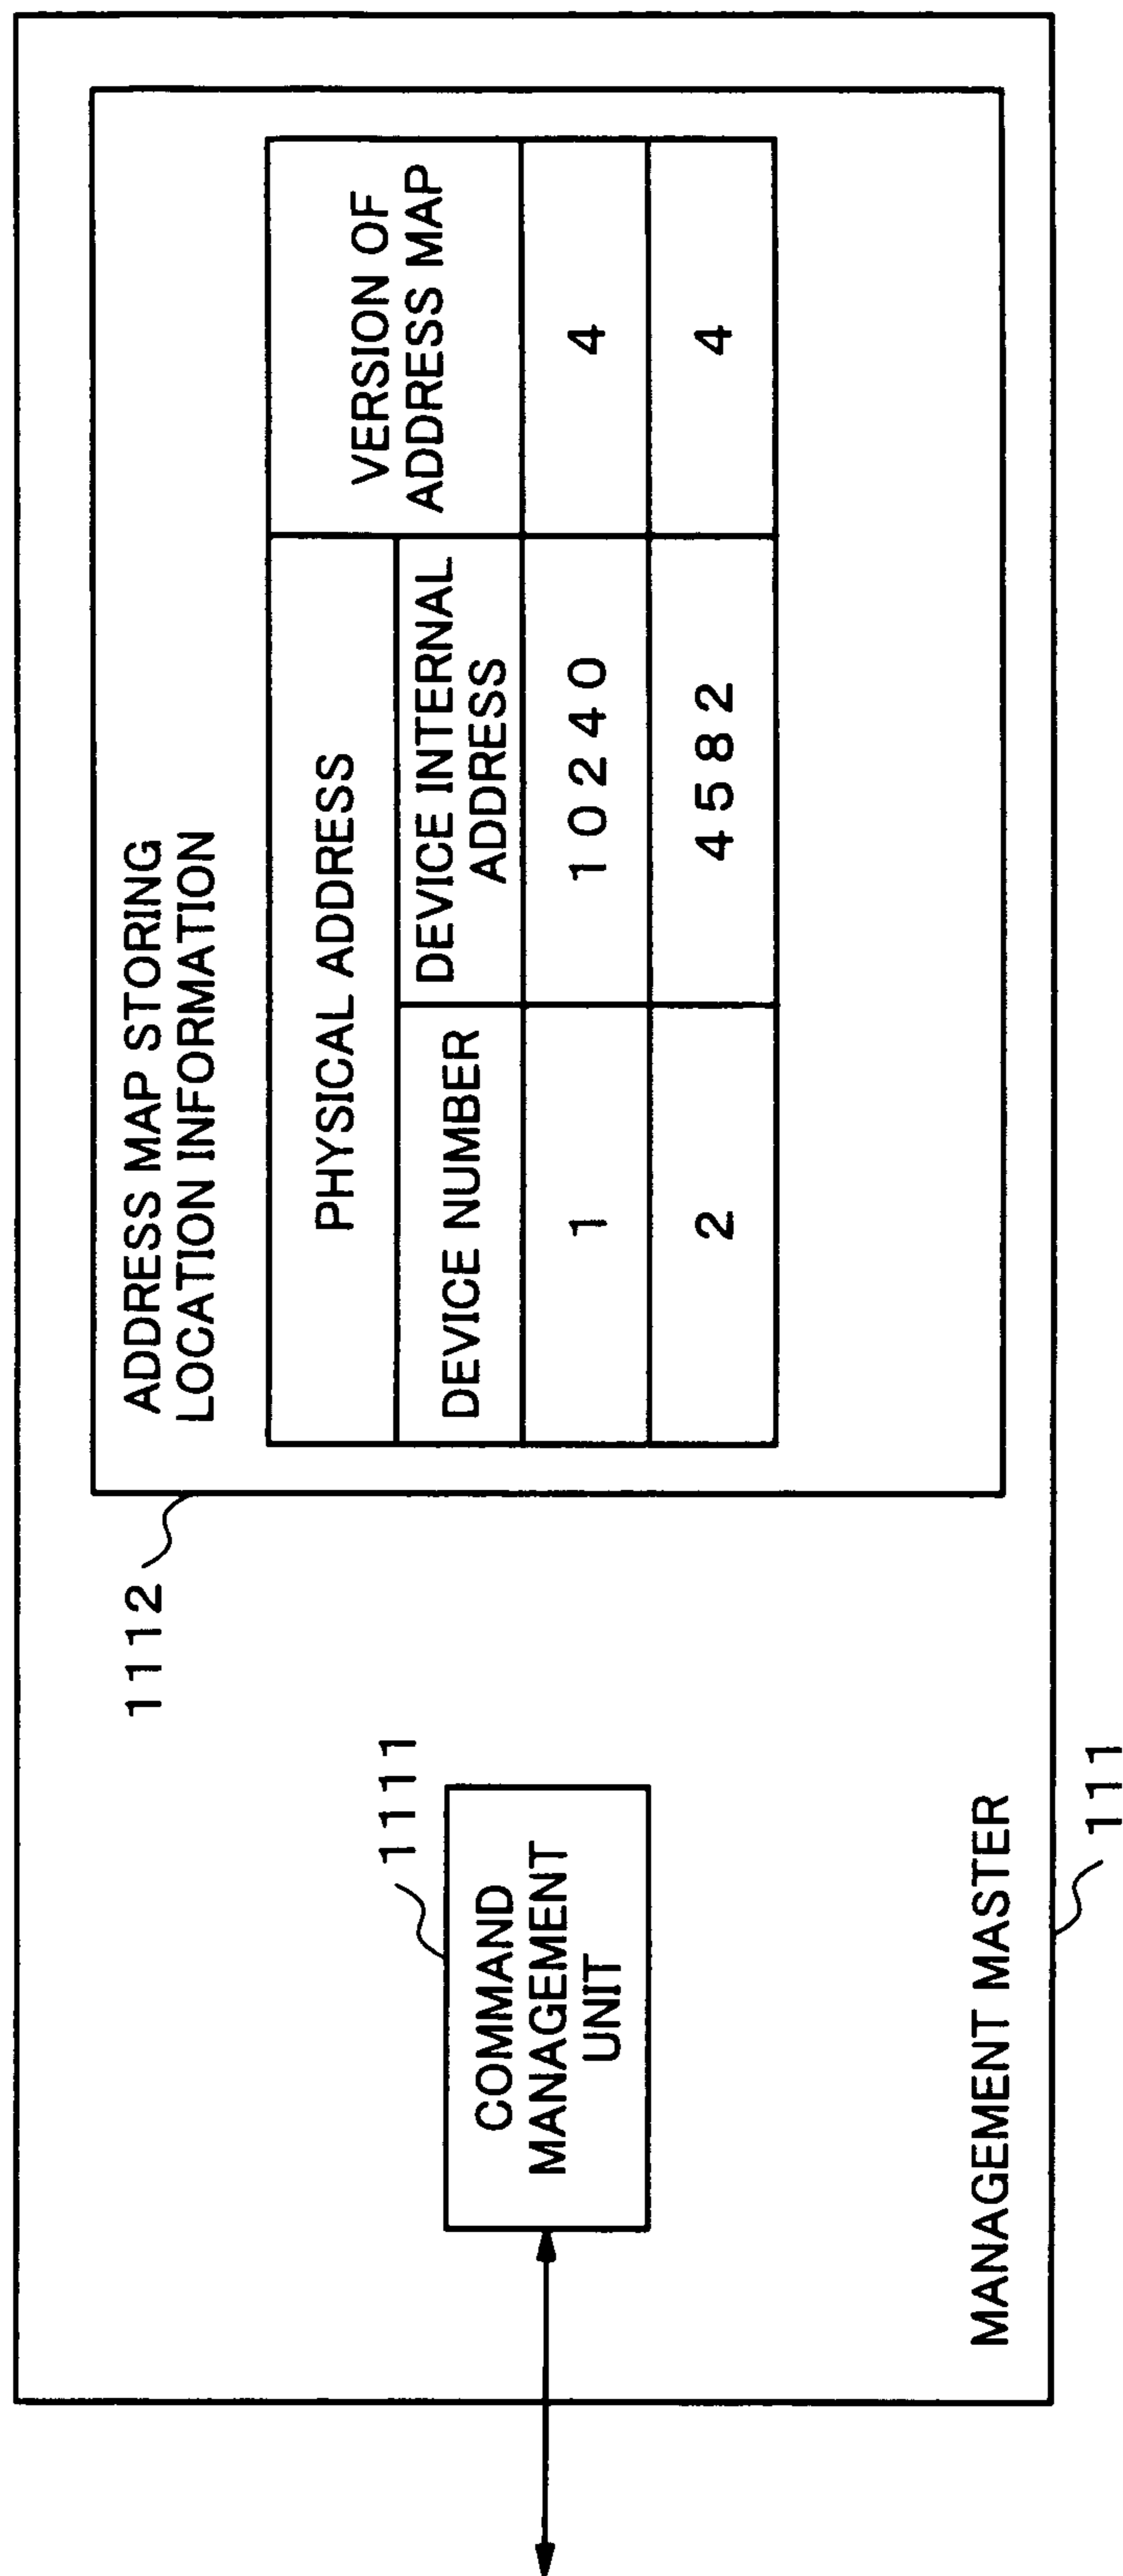 ADDRESS MAP STORING
LOCATION INFORMATION
PHYSICAL ADDRESS
VERSION OF
ADDRESS MAP
DEVICE NUMBER
DEVICE INTERNAL
ADDRESS
1
10240
4
2
4582
4
1112
1111
COMMAND
MANAGEMENT
UNIT
MANAGEMENT MASTER
111